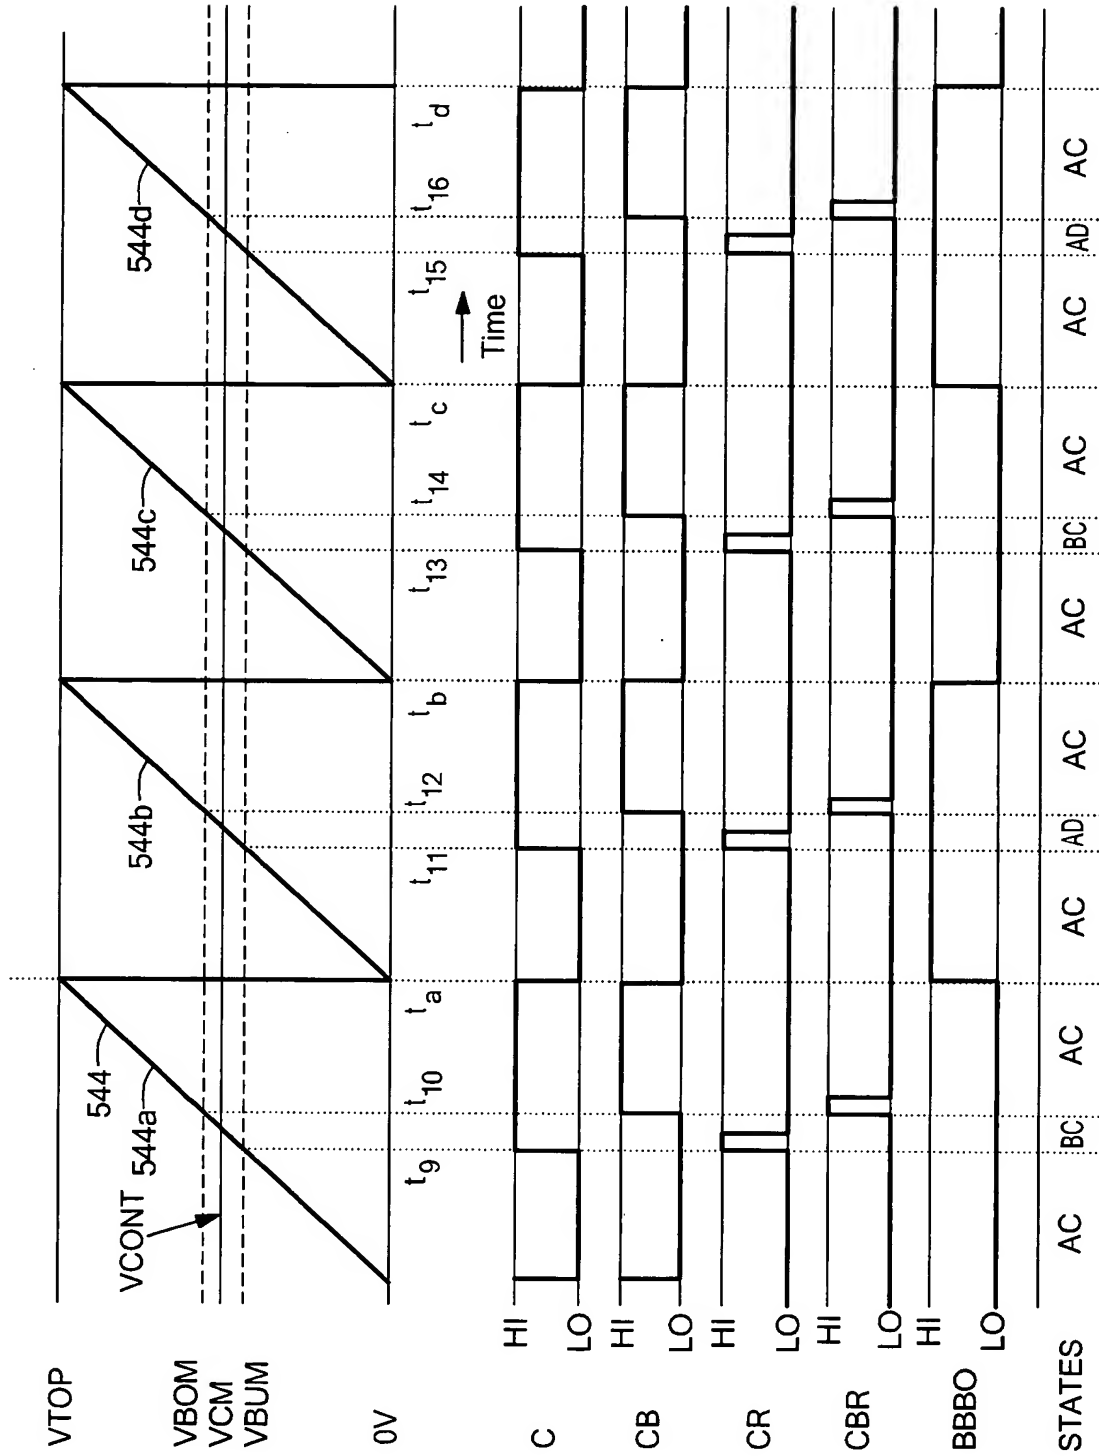 VTOP
544
544a
544b
544c
544d
VCONT
VBOM
VCM
VBUM
0V
t9 t10 ta t11 t12 tb t13 t14 tc t15 t16 td
Time
C HI
LO
CB HI
LO
CR HI
LO
CBR HI
LO
BBBO HI
LO
STATES AC BC AC AC AD AC AC BC AC AC AD AC